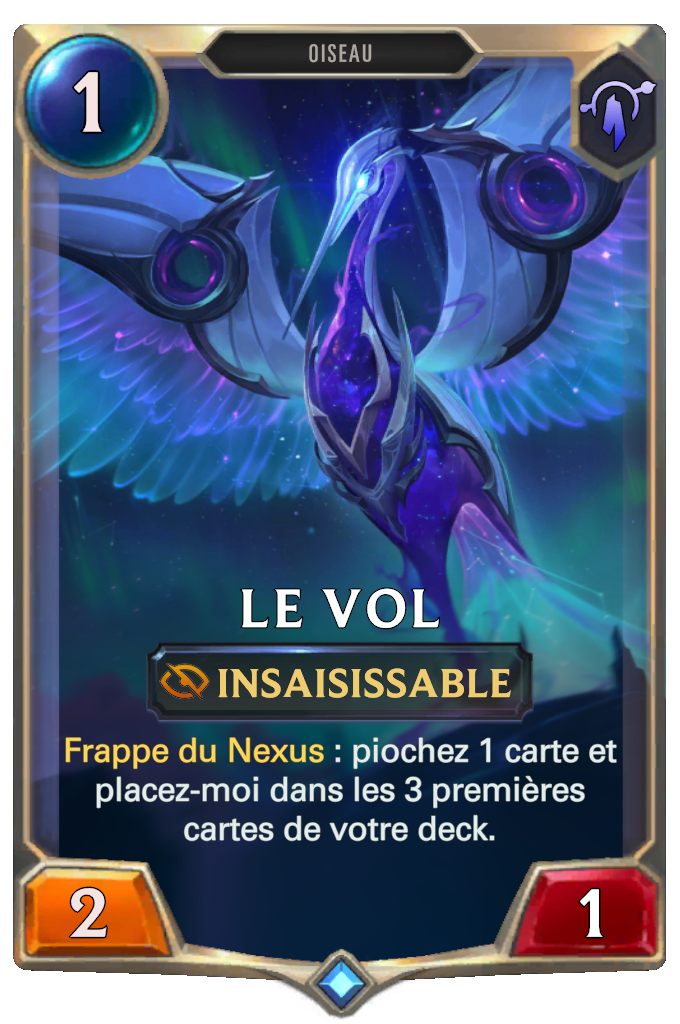 OISEAU
1
LE VOL
INSAISISSABLE
Frappe du Nexus : piochez 1 carte et
placez-moi dans les 3 premières
cartes de votre deck.
2
1